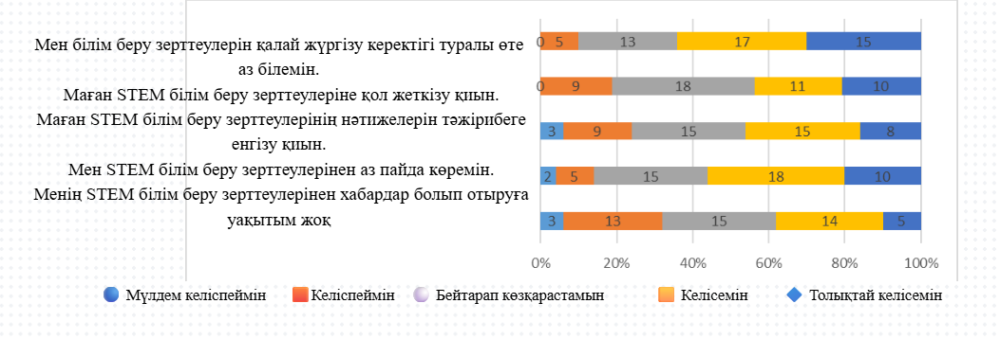 Мен білім беру зерттеулерін қалай жүргізу керектігі туралы өте
аз білемін.
Маған STEM білім беру зерттеулеріне қол жеткізу қиын.
Маған STEM білім беру зерттеулерінің нәтижелерін тәжірибеге
енгізу қиын.
Мен STEM білім беру зерттеулерінен аз пайда көремін.
Менің STEM білім беру зерттеулерінен хабардар болып отыруға
уақытым жоқ
0 5 13 17 15
0 9 18 11 10
3 9 15 15 8
2 5 15 18 10
3 13 15 14 5
0% 20% 40% 60% 80% 100%
Мүлдем келіспеймін Келіспеймін Бейтарап көзқарастамын Келісемін Толықтай келісемін